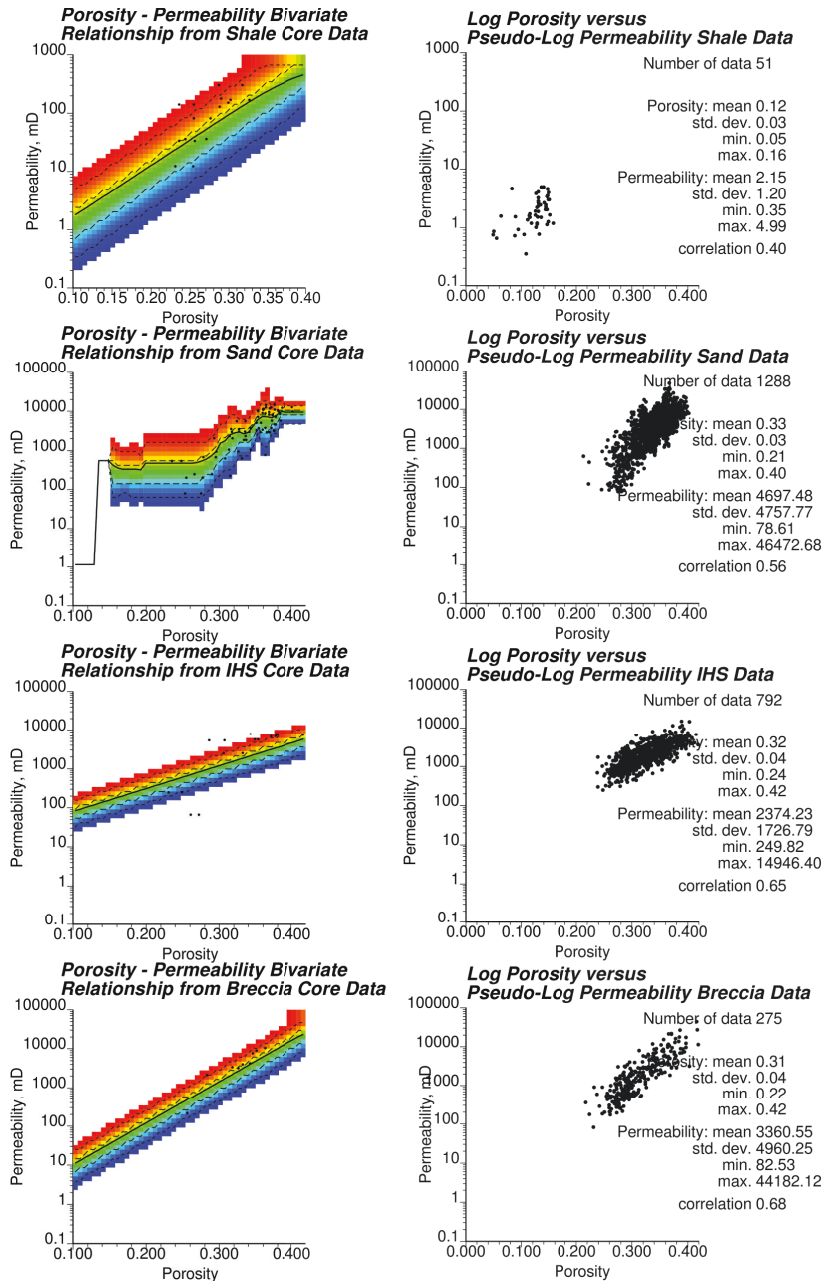 Porosity - Permeability Bivariate
Relationship from Shale Core Data
1000
100.
10.
1.
0.1
Permeability, mD
0.10 0.15 0.20 0.25 0.30 0.35 0.40
Porosity
Log Porosity versus
Pseudo-Log Permeability Shale Data
1000
100.
10.
1.
0.1
Permeability, mD
Number of data 51
Porosity: mean 0.12
std. dev. 0.03
min. 0.05
max. 0.16
Permeability: mean 2.15
std. dev. 1.20
min. 0.35
max. 4.99
correlation 0.40
0.000 0.100 0.200 0.300 0.400
Porosity
Porosity - Permeability Bivariate
Relationship from Sand Core Data
100000.
10000
1000
100.
10.
1.
0.1
Permeability, mD
0.100 0.200 0.300 0.400
Porosity
Log Porosity versus
Pseudo-Log Permeability Sand Data
100000
10000
1000
100.
10.
1.
0.1
Permeability, mD
Number of data 1288
sity: mean 0.33
std. dev. 0.03
min. 0.21
max. 0.40
Permeability: mean 4697.48
std. dev. 4757.77
min. 78.61
max. 46472.68
correlation 0.56
0.000 0.100 0.200 0.300 0.400
Porosity
Porosity - Permeability Bivariate
Relationship from IHS Core Data
100000
10000
1000
100
10
1
0.1
Permeability, mD
0.100 0.200 0.300 0.400
Porosity
Log Porosity versus
Pseudo-Log Permeability IHS Data
100000
10000
1000
100
10.
1.
0.1
Permeability, mD
Number of data 792
y: mean 0.32
std. dev. 0.04
min. 0.24
max. 0.42
Permeability: mean 2374.23
std. dev. 1726.79
min. 249.82
max. 14946.40
correlation 0.65
0.000 0.100 0.200 0.300 0.400
Porosity
Porosity - Permeability Bivariate
Relationship from Breccia Core Data
100000
10000
1000
100
10
1.
0.1
Permeability, mD
0.100 0.200 0.300 0.400
Porosity
Log Porosity versus
Pseudo-Log Permeability Breccia Data
100000
10000
1000
100
10.
1.
0.1
Permeability, mD
Number of data 275
osity: mean 0.31
std. dev. 0.04
min. 0.22
max. 0.42
Permeability: mean 3360.55
std. dev. 4960.25
min. 82.53
max. 44182.12
correlation 0.68
0.000 0.100 0.200 0.300 0.400
Porosity